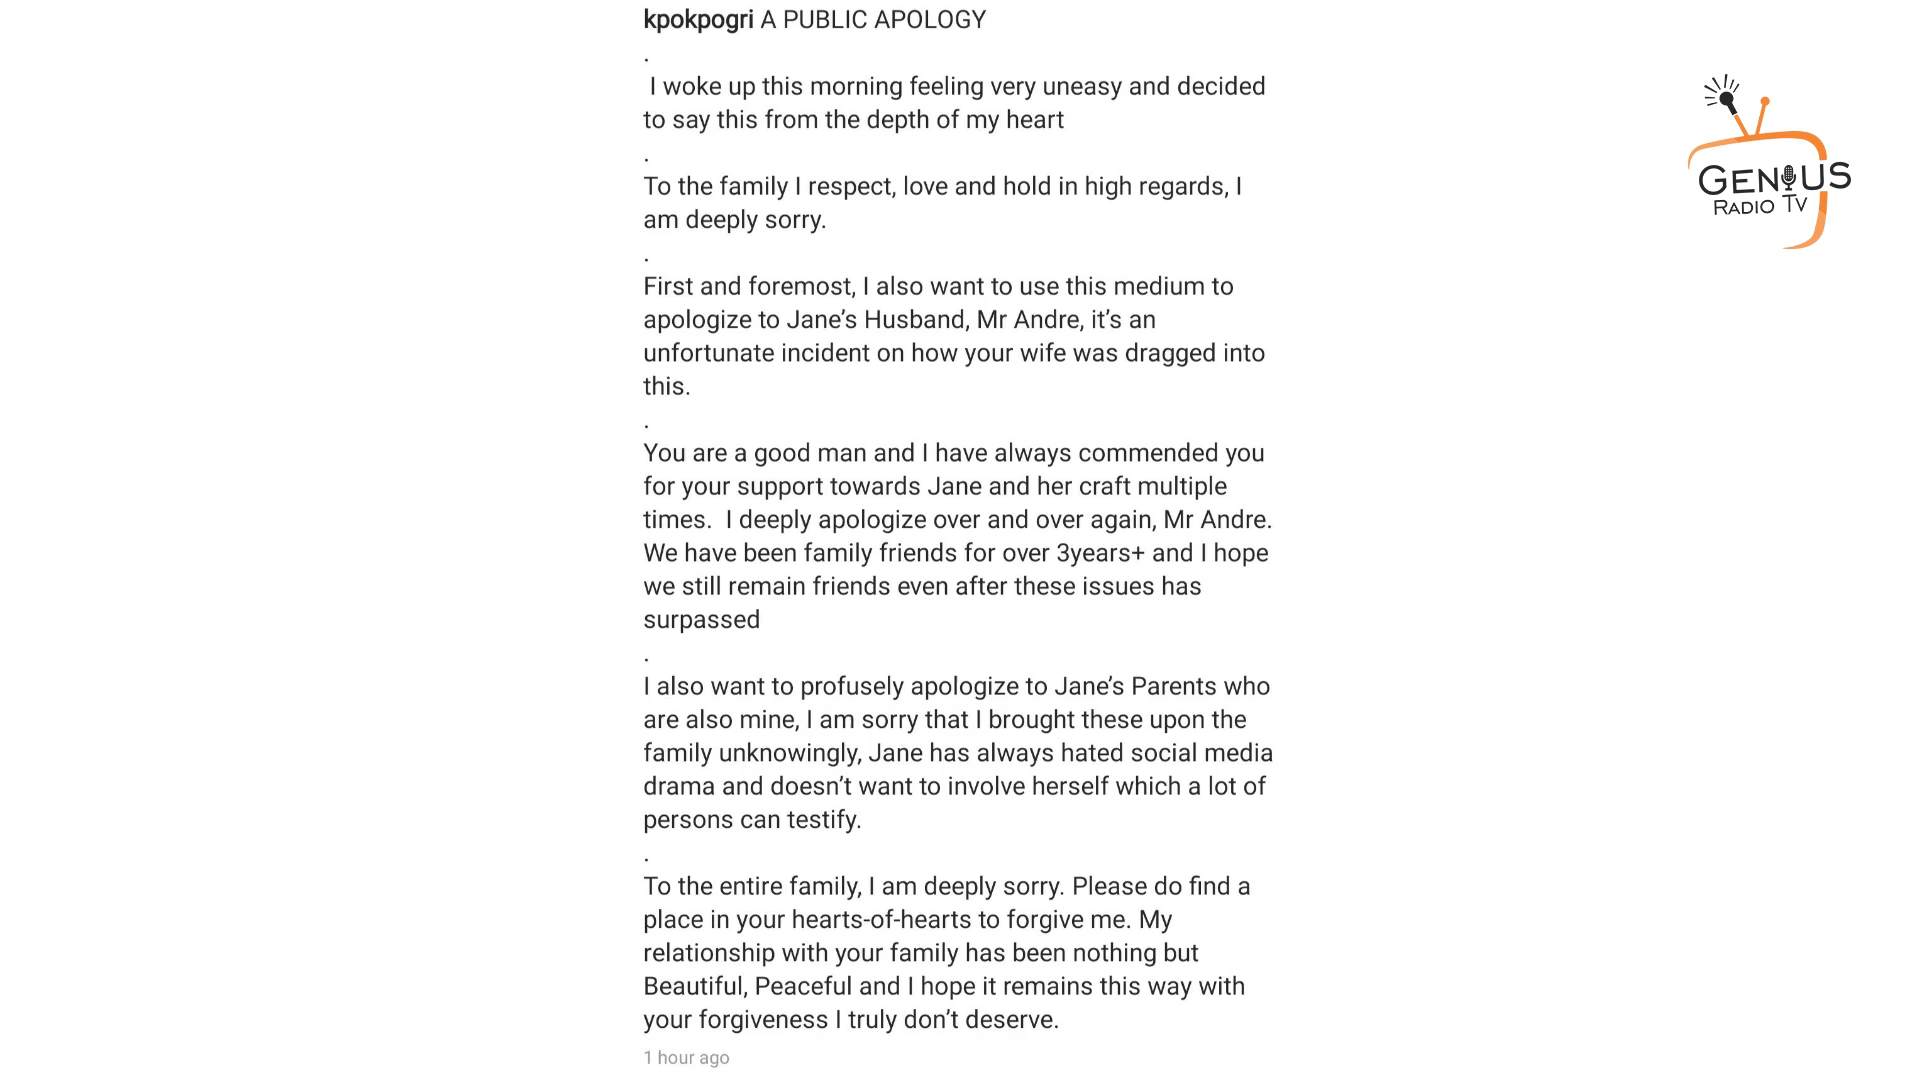 kpokpogri A PUBLIC APOLOGY
.
I woke up this morning feeling very uneasy and decided
to say this from the depth of my heart
.
To the family I respect, love and hold in high regards, I
am deeply sorry.
.
First and foremost, I also want to use this medium to
apologize to Jane’s Husband, Mr Andre, it’s an
unfortunate incident on how your wife was dragged into
this.
.
You are a good man and I have always commended you
for your support towards Jane and her craft multiple
times.  I deeply apologize over and over again, Mr Andre.
We have been family friends for over 3years+ and I hope
we still remain friends even after these issues has
surpassed
.
I also want to profusely apologize to Jane’s Parents who
are also mine, I am sorry that I brought these upon the
family unknowingly, Jane has always hated social media
drama and doesn’t want to involve herself which a lot of
persons can testify.
.
To the entire family, I am deeply sorry. Please do find a
place in your hearts-of-hearts to forgive me. My
relationship with your family has been nothing but
Beautiful, Peaceful and I hope it remains this way with
your forgiveness I truly don’t deserve.
1 hour ago
GENIUS
RADIO TV